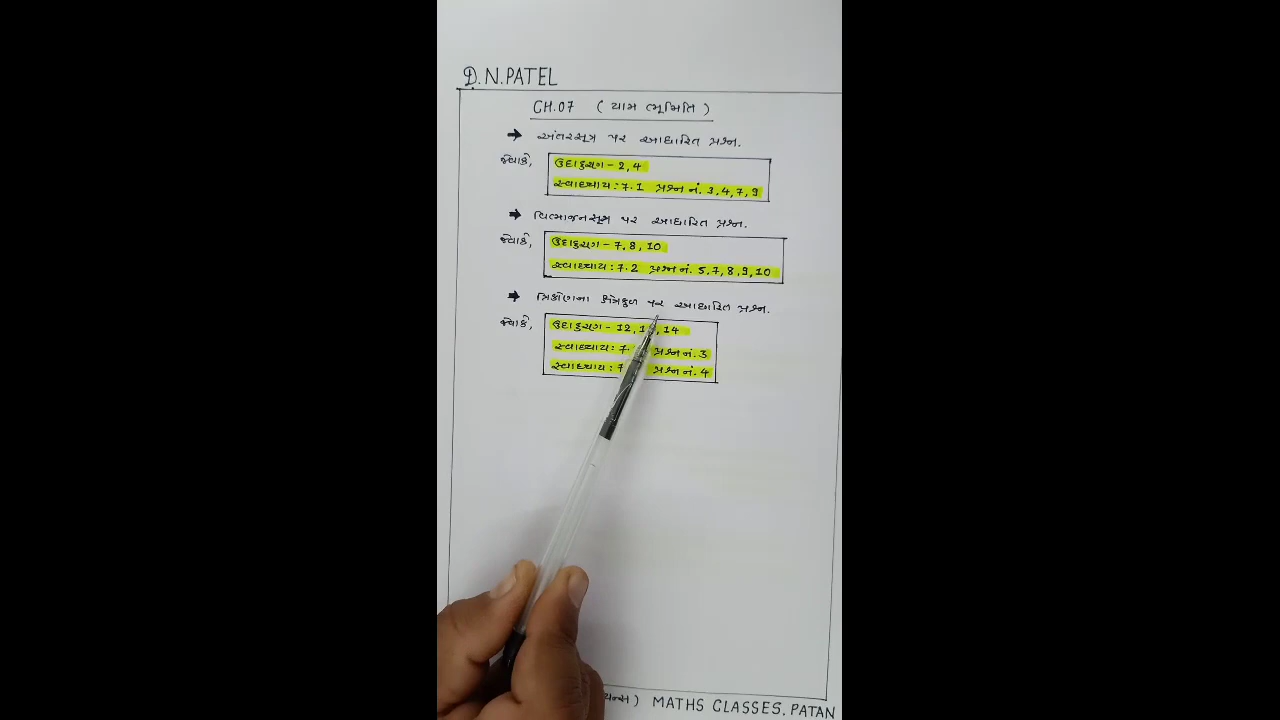 D.N.PATEL
CH.07 ( યામ ભૂમિતિ )
→ અંતરસૂત્ર પર આધારિત પ્રશ્ન.
જેવાકે,
ઉદાહરણ - 2,4
સ્વાધ્યાય : 7.1 પ્રશ્ન નં. 3,4,7,9
→ વિભાજનસૂત્ર પર આધારિત પ્રશ્ન.
જેવાકે,
ઉદાહરણ - 7,8,10
સ્વાધ્યાય : 7.2 પ્રશ્ન નં. 5,7,8,9,10
→ ત્રિકોણના ક્ષેત્રફળ પર આધારિત પ્રશ્ન.
જેવાકે,
ઉદાહરણ - 12, 14
સ્વાધ્યાય : 7. પ્રશ્ન નં. 3
સ્વાધ્યાય : 7 પ્રશ્ન નં. 4
) MATHS CLASSES. PATAN